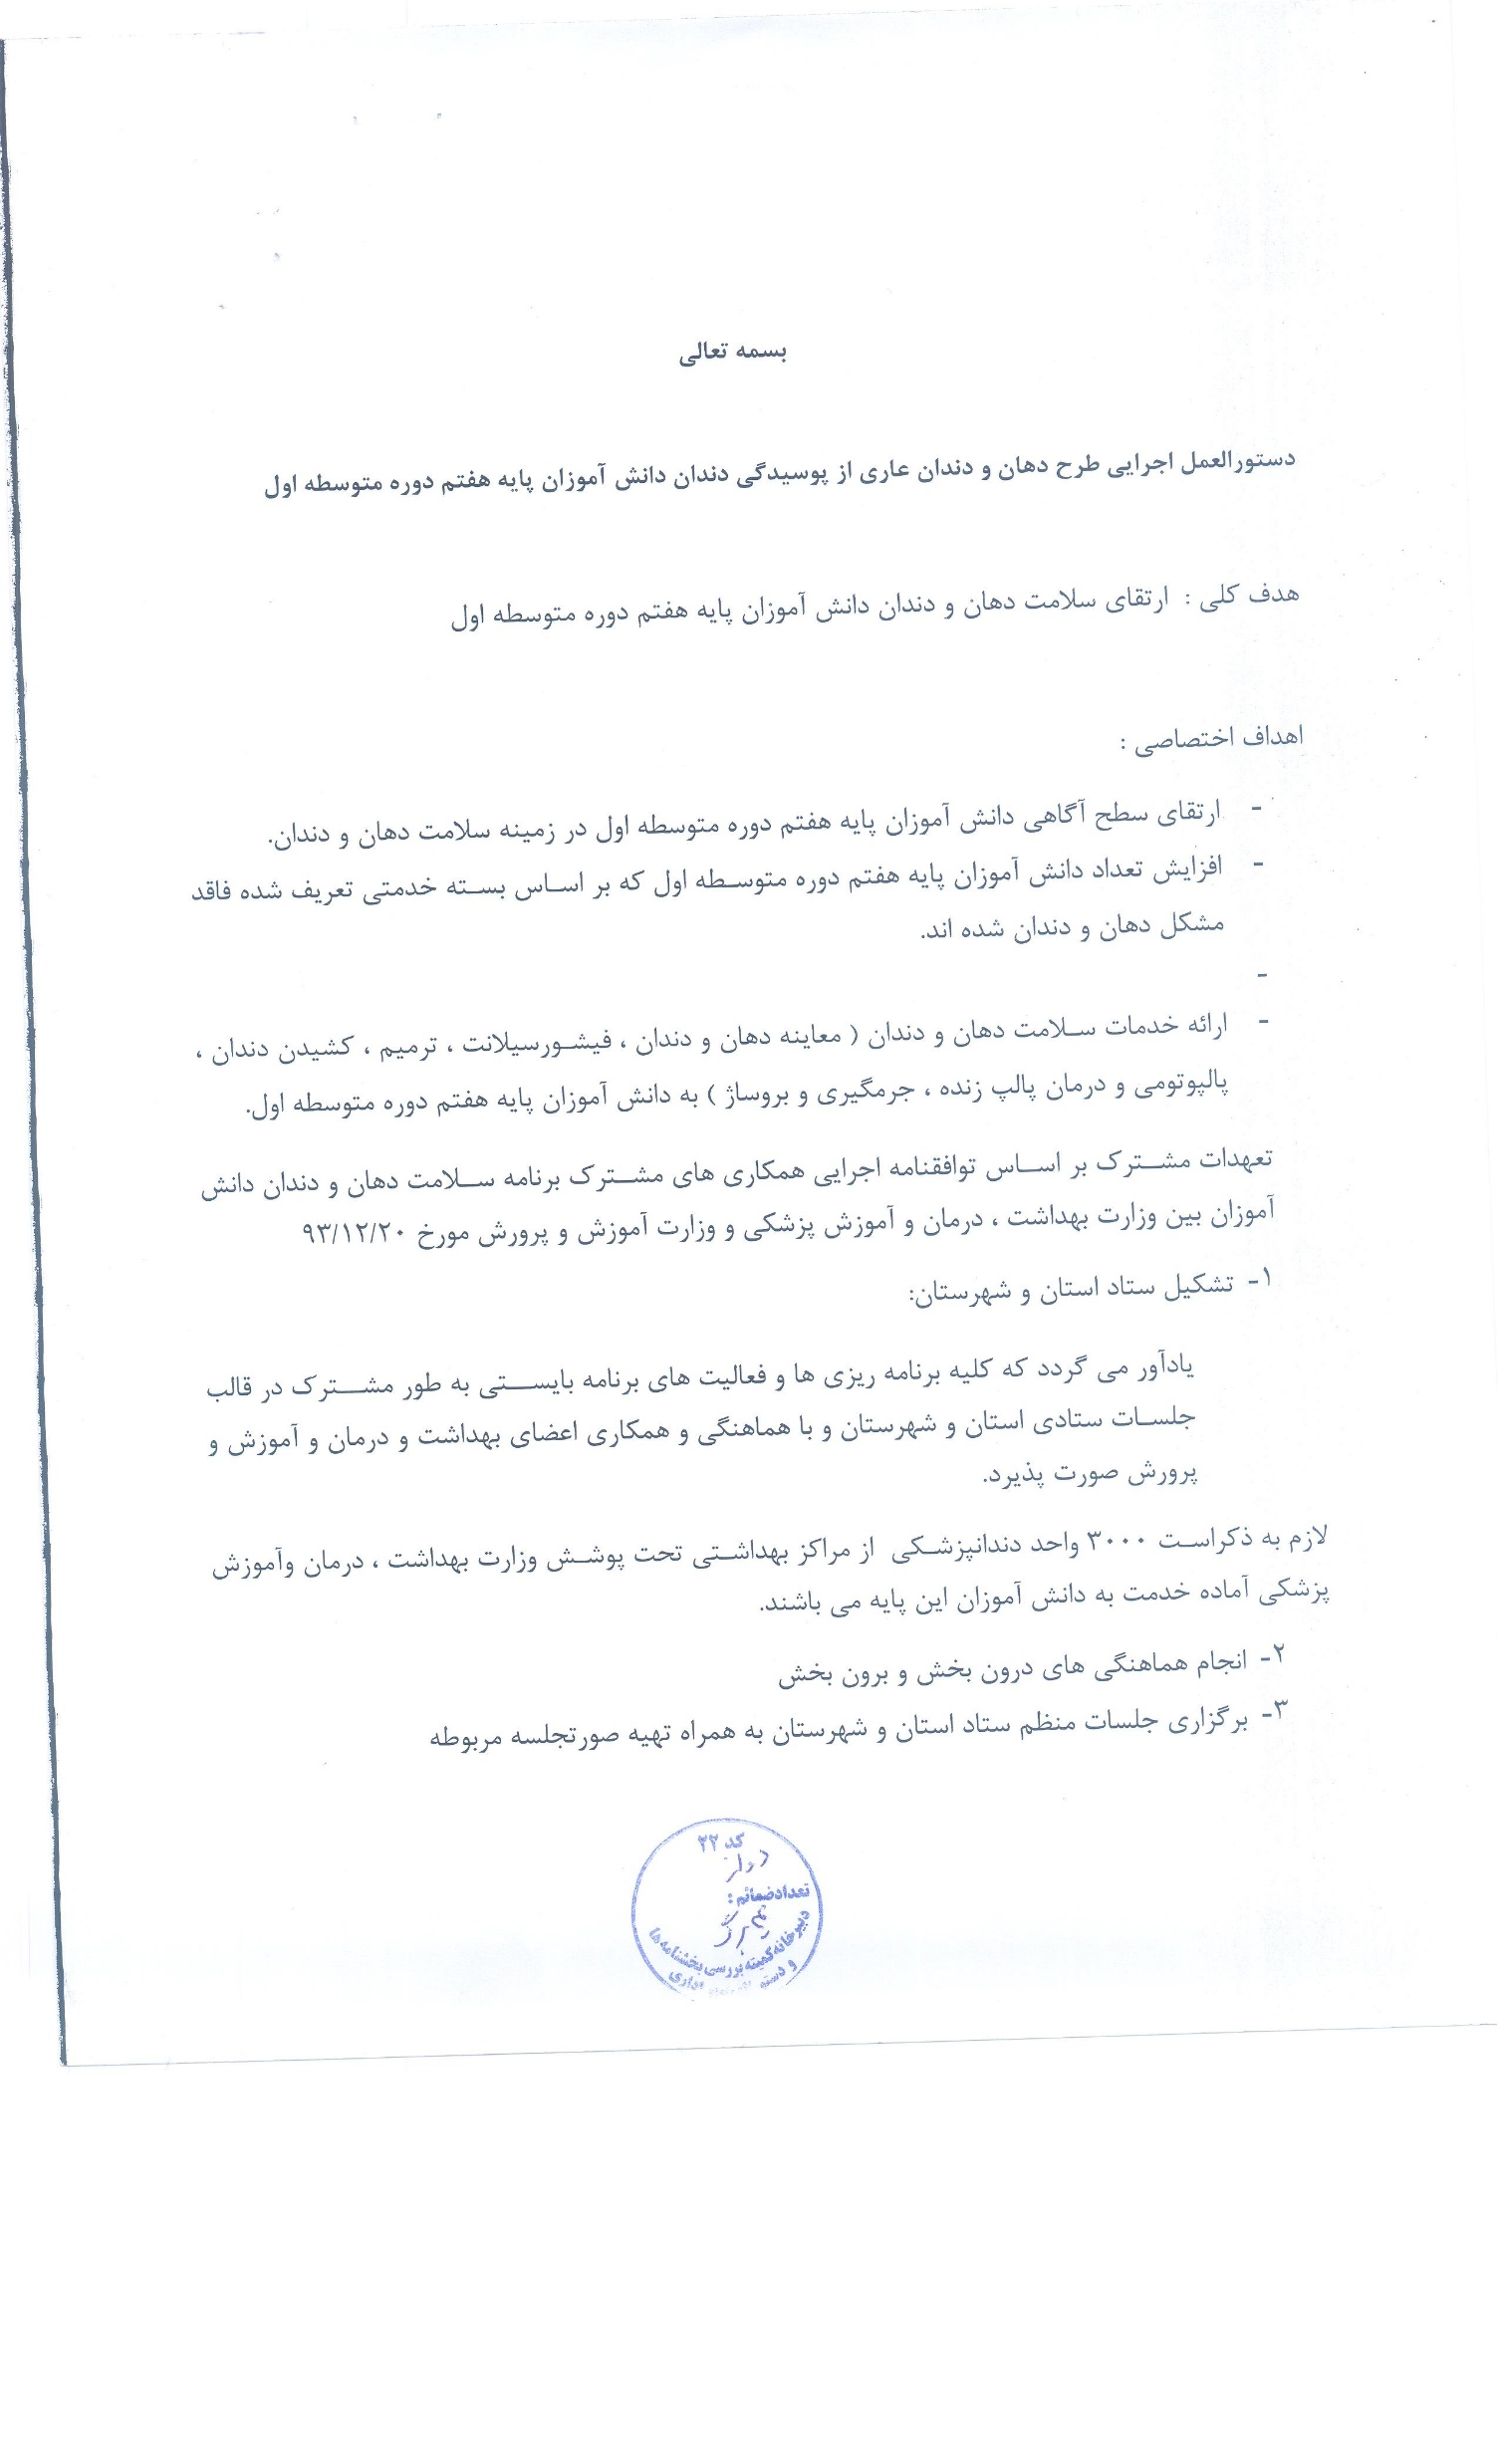 بسمه تعالی
دستورالعمل اجرایی طرح دهان و دندان عاری از پوسیدگی دندان دانش آموزان پایه هفتم دوره متوسطه اول
هدف کلی : ارتقای سلامت دهان و دندان دانش آموزان پایه هفتم دوره متوسطه اول
اهداف اختصاصی :
- ارتقای سطح آگاهی دانش آموزان پایه هفتم دوره متوسطه اول در زمینه سلامت دهان و دندان.
- افزایش تعداد دانش آموزان پایه هفتم دوره متوسطه اول که بر اساس بسته خدمتی تعریف شده فاقد
مشکل دهان و دندان شده اند.
-
- ارائه خدمات سلامت دهان و دندان ( معاینه دهان و دندان ، فیشورسیلانت ، ترمیم ، کشیدن دندان ،
پالپوتومی و درمان پالپ زنده ، جرمگیری و بروساژ ) به دانش آموزان پایه هفتم دوره متوسطه اول.
تعهدات مشترک بر اساس توافقنامه اجرایی همکاری های مشترک برنامه سلامت دهان و دندان دانش
آموزان بین وزارت بهداشت ، درمان و آموزش پزشکی و وزارت آموزش و پرورش مورخ ۹۳/۱۲/۲۰
۱- تشکیل ستاد استان و شهرستان:
یادآور می گردد که کلیه برنامه ریزی ها و فعالیت های برنامه بایستی به طور مشترک در قالب
جلسات ستادی استان و شهرستان و با هماهنگی و همکاری اعضای بهداشت و درمان و آموزش و
پرورش صورت پذیرد.
لازم به ذکراست ۳۰۰۰ واحد دندانپزشکی از مراکز بهداشتی تحت پوشش وزارت بهداشت ، درمان وآموزش
پزشکی آماده خدمت به دانش آموزان این پایه می باشند.
۲- انجام هماهنگی های درون بخش و برون بخش
۳- برگزاری جلسات منظم ستاد استان و شهرستان به همراه تهیه صورتجلسه مربوطه
کد ۲۲
تعداد ضمائم :
دبیرخانه کمیته بررسی بخشنامه ها
و اداری